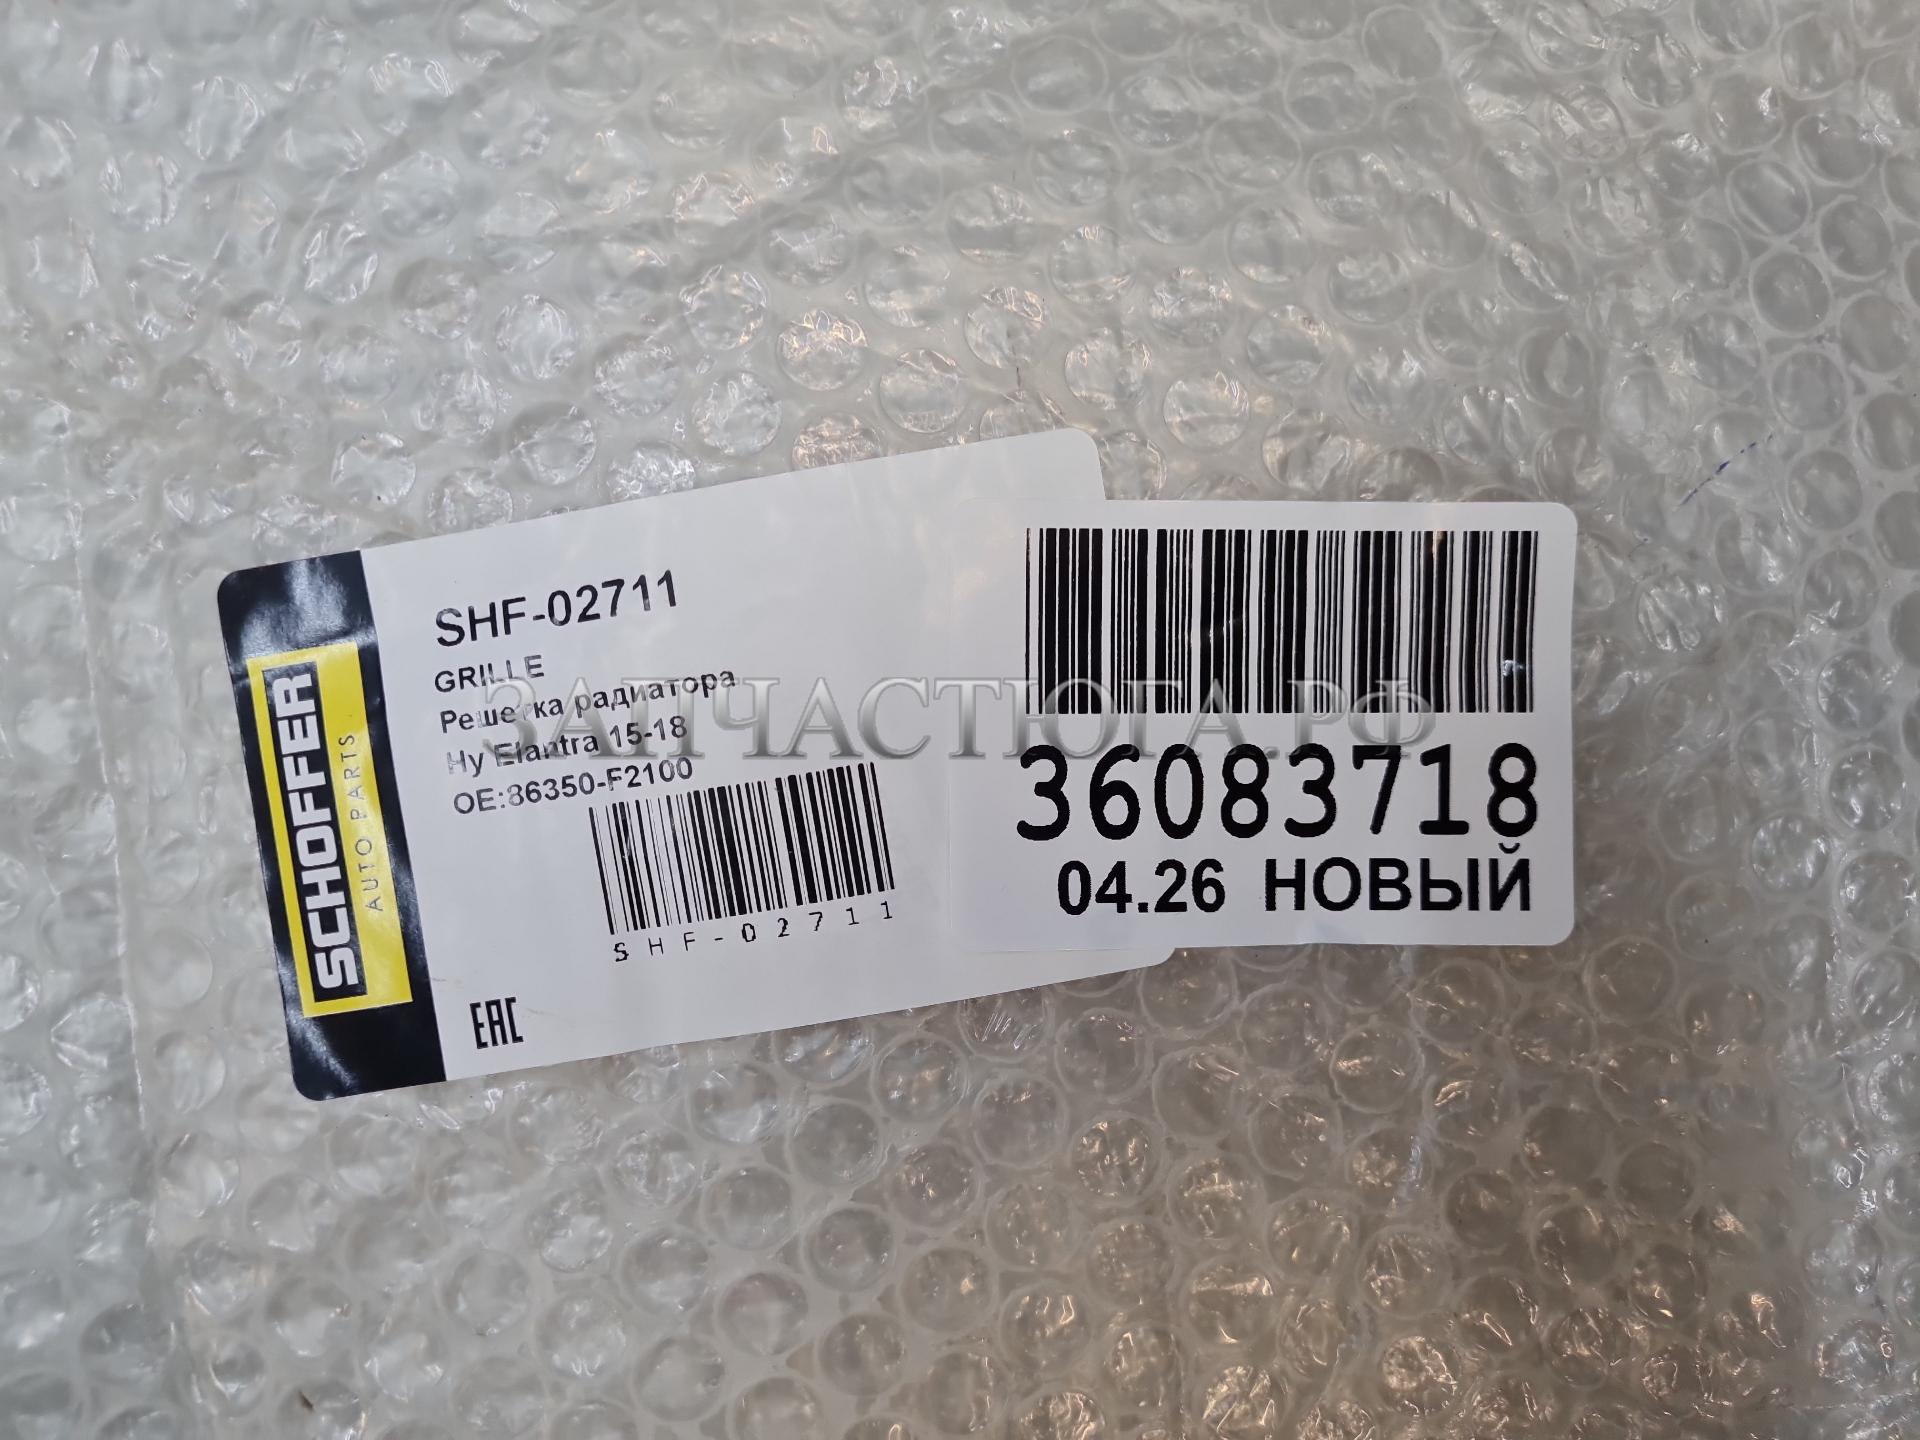 SCHOFFER
AUTO PARTS
SHF-02711
GRILLE
Решетка радиатора
Hy Elantra 15-18
OE:86350-F2100
SHF-02711
EAC
36083718
04.26 НОВЫЙ
ЗАПЧАСТЮГА.РФ